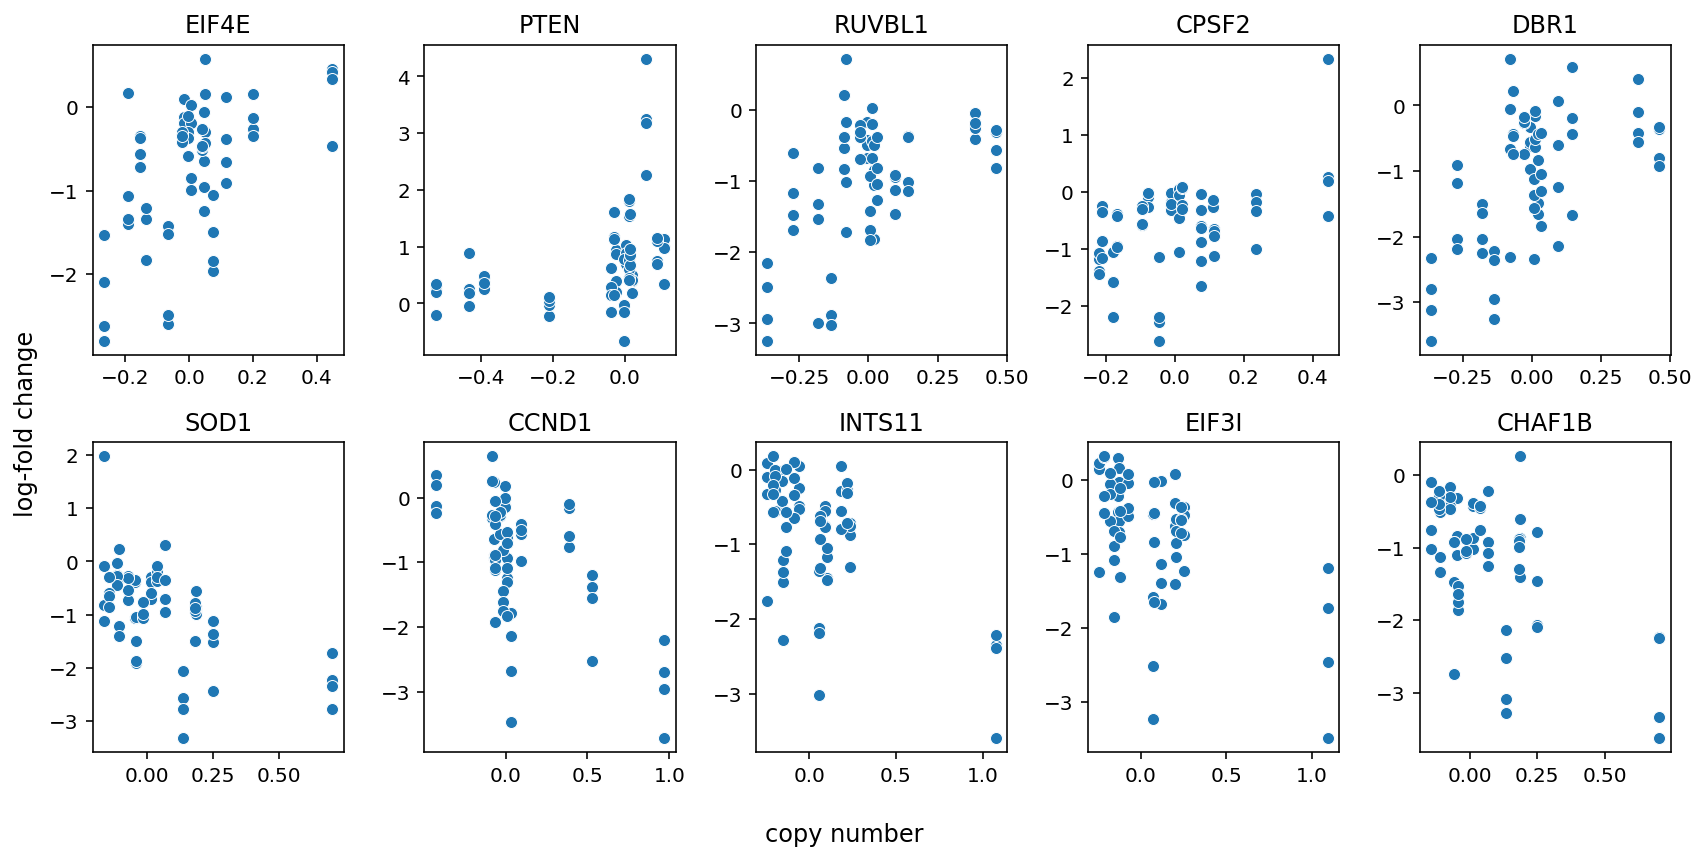 EIF4E PTEN RUVBL1 CPSF2 DBR1
0 −1 −2
4 3 2 1 0
0 −1 −2 −3
2 1 0 −1 −2
0 −1 −2 −3
−0.2 0.0 0.2 0.4
−0.4 −0.2 0.0
−0.25 0.00 0.25 0.50
−0.2 0.0 0.2 0.4
−0.25 0.00 0.25 0.50
log-fold change
SOD1 CCND1 INTS11 EIF3I CHAF1B
2 1 0 −1 −2 −3
0 −1 −2 −3
0 −1 −2 −3
0 −1 −2 −3
0 −1 −2 −3
0.00 0.25 0.50
0.0 0.5 1.0
0.0 0.5 1.0
0.0 0.5 1.0
0.00 0.25 0.50
copy number